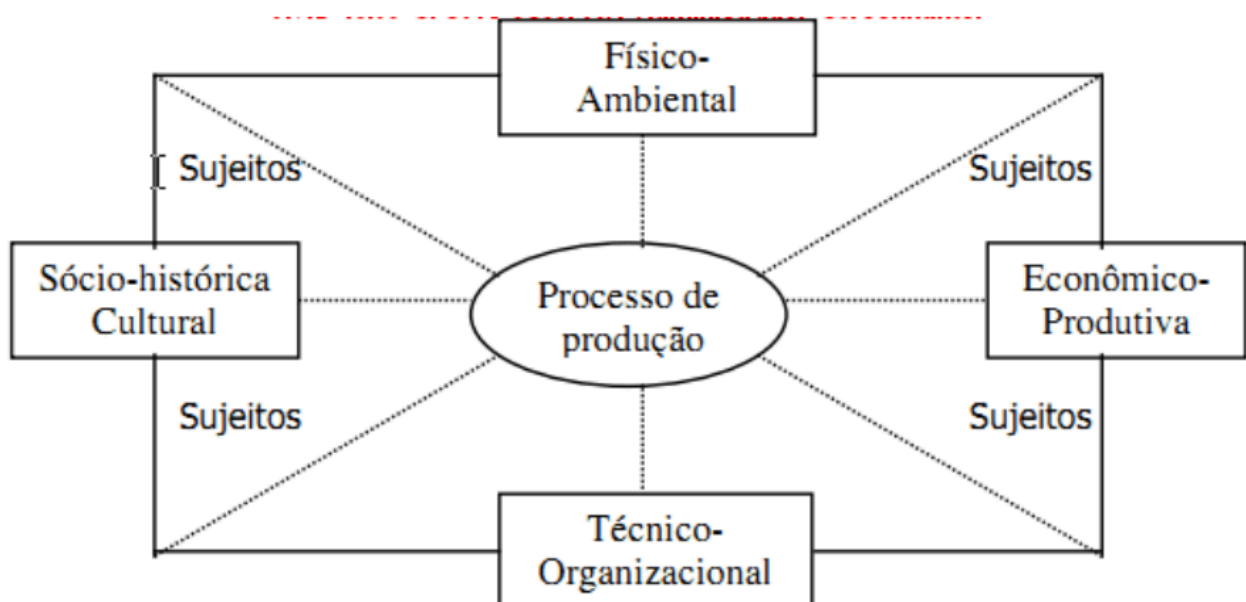 Físico-
Ambiental
Sujeitos
Sujeitos
Sócio-histórica
Cultural
Processo de
produção
Econômico-
Produtiva
Sujeitos
Sujeitos
Técnico-
Organizacional